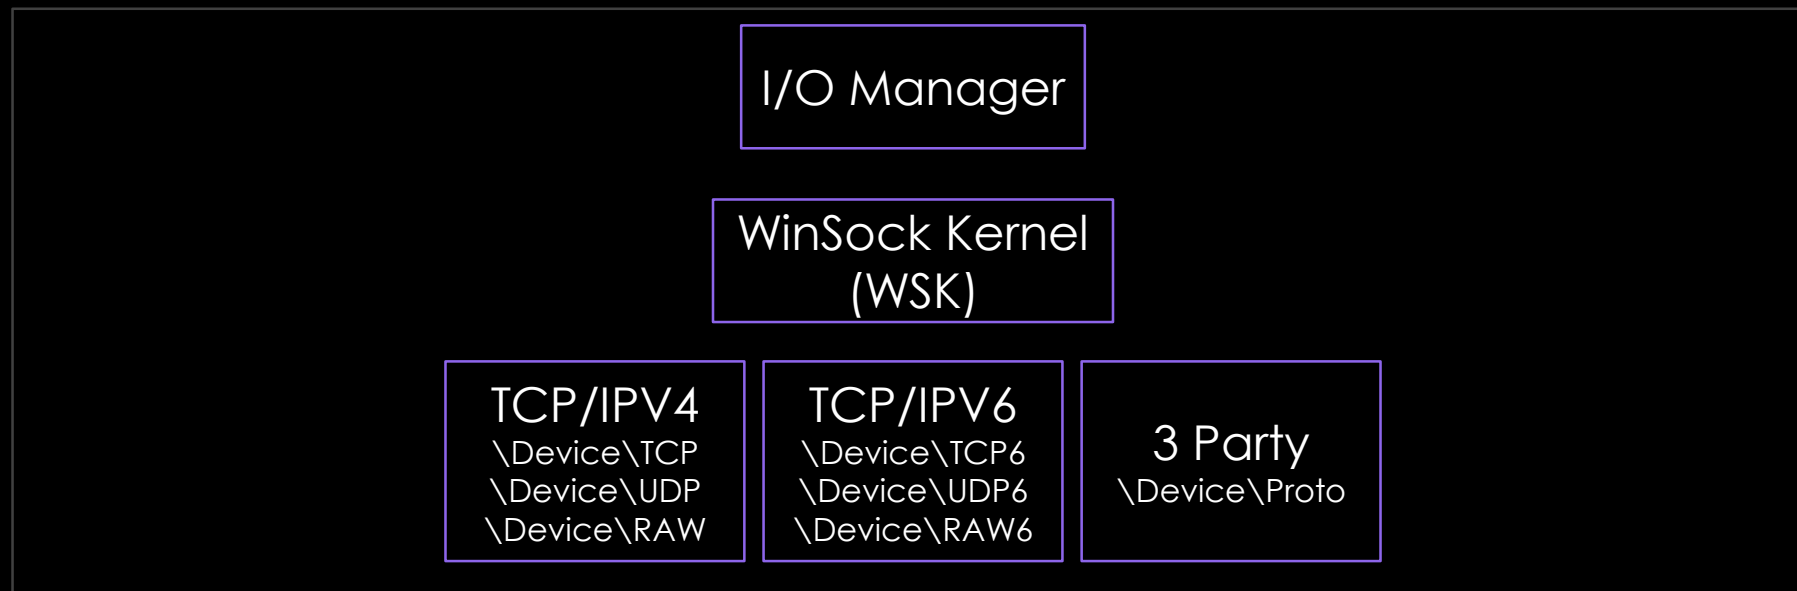 I/O Manager
WinSock Kernel
(WSK)
TCP/IPV4
\Device\TCP
\Device\UDP
\Device\RAW
TCP/IPV6
\Device\TCP6
\Device\UDP6
\Device\RAW6
3 Party
\Device\Proto